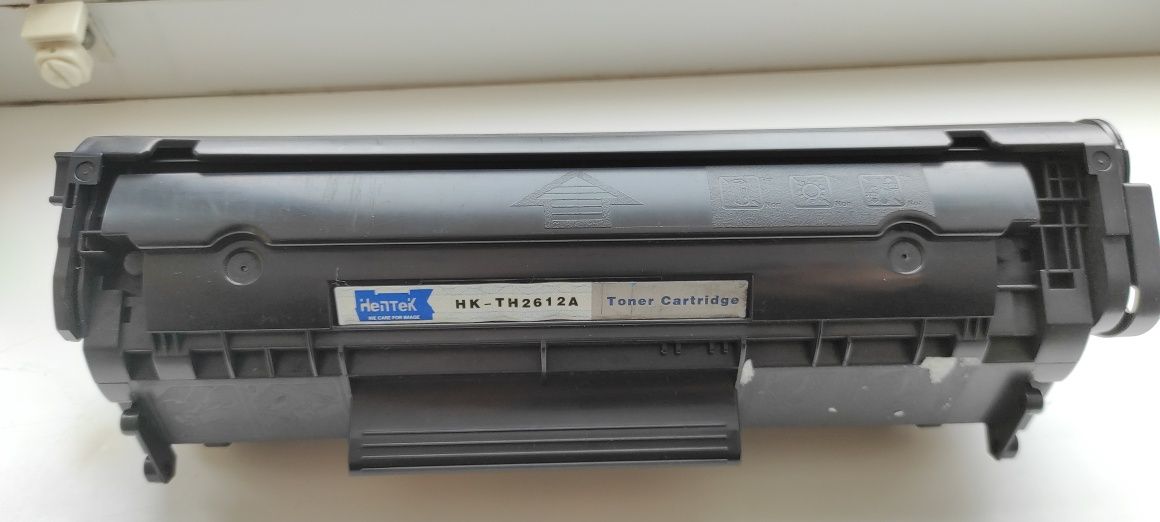 HenTeK
WE CARE FOR IMAGE
HK-TH2612A
Toner Cartridge